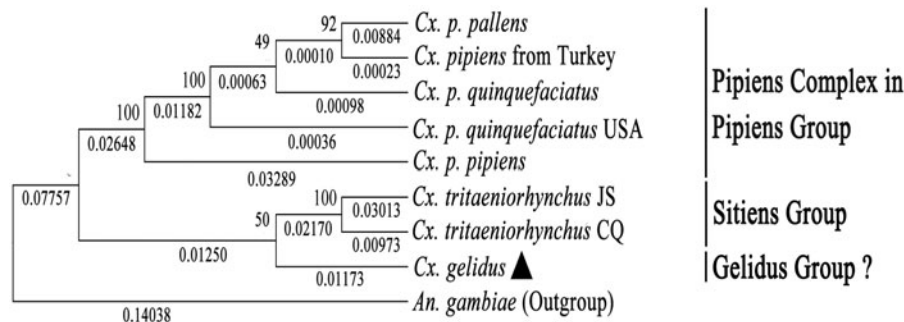 92
Cx. p. pallens
0.00884
49
0.00010
Cx. pipiens from Turkey
0.00023
100
0.00063
Cx. p. quinquefaciatus
0.00098
Pipiens Complex in
Pipiens Group
100
0.01182
Cx. p. quinquefaciatus USA
0.00036
0.02648
Cx. p. pipiens
0.03289
0.07757
100
Cx. tritaeniorhynchus JS
0.03013
50
0.02170
Cx. tritaeniorhynchus CQ
0.00973
Sitiens Group
0.01250
Cx. gelidus ▲
0.01173
Gelidus Group ?
An. gambiae (Outgroup)
0.14038